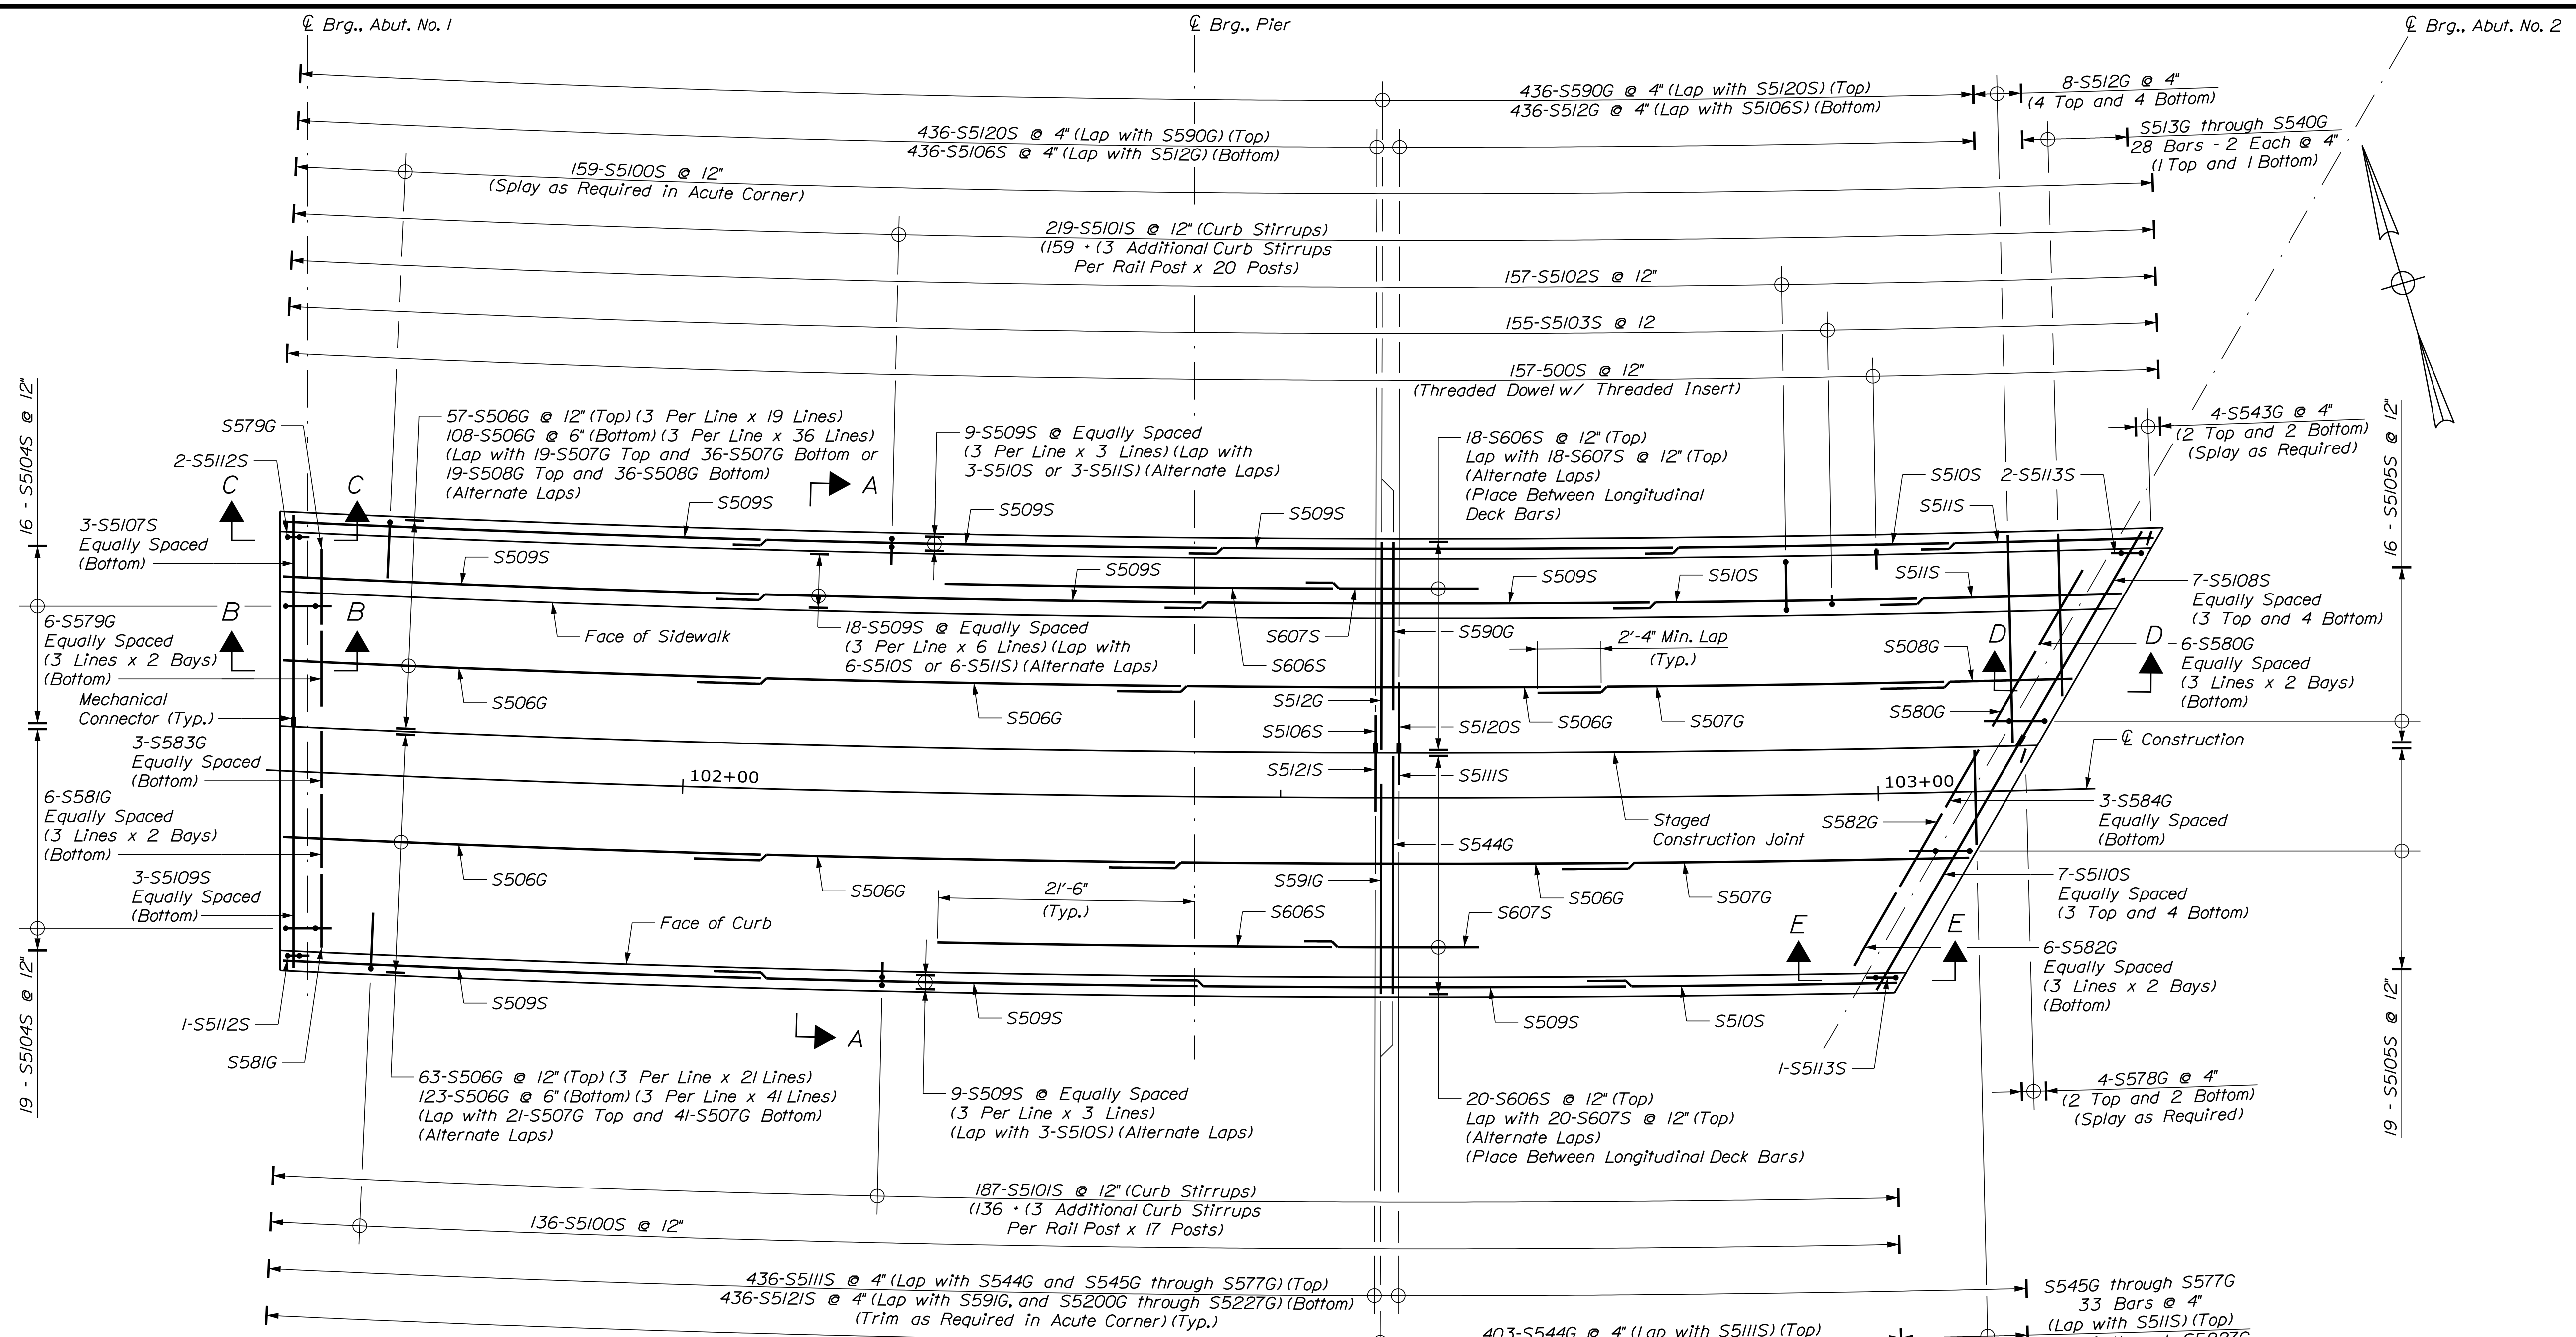 ℄ Brg., Abut. No. 1
℄ Brg., Pier
℄ Brg., Abut. No. 2
436-S590G @ 4" (Lap with S5120S) (Top)
436-S512G @ 4" (Lap with S5106S) (Bottom)
8-S512G @ 4"
(4 Top and 4 Bottom)
436-S5120S @ 4" (Lap with S590G) (Top)
436-S5106S @ 4" (Lap with S512G) (Bottom)
S513G through S540G
28 Bars - 2 Each @ 4"
(1 Top and 1 Bottom)
159-S5100S @ 12"
(Splay as Required in Acute Corner)
219-S5101S @ 12" (Curb Stirrups)
(159 + (3 Additional Curb Stirrups
Per Rail Post x 20 Posts)
157-S5102S @ 12"
155-S5103S @ 12
157-500S @ 12"
(Threaded Dowel w/ Threaded Insert)
16 - S5104S @ 12"
S579G
2-S5112S
C
C
57-S506G @ 12" (Top) (3 Per Line x 19 Lines)
108-S506G @ 6" (Bottom) (3 Per Line x 36 Lines)
(Lap with 19-S507G Top and 36-S507G Bottom or
19-S508G Top and 36-S508G Bottom)
(Alternate Laps)
A
9-S509S @ Equally Spaced
(3 Per Line x 3 Lines) (Lap with
3-S510S or 3-S511S) (Alternate Laps)
18-S606S @ 12" (Top)
Lap with 18-S607S @ 12" (Top)
(Alternate Laps)
(Place Between Longitudinal
Deck Bars)
4-S543G @ 4"
(2 Top and 2 Bottom)
(Splay as Required)
16 - S5105S @ 12"
S510S
2-S5113S
S511S
S509S
S509S
S509S
3-S5107S
Equally Spaced
(Bottom)
S509S
S509S
S509S
S510S
S511S
7-S5108S
Equally Spaced
(3 Top and 4 Bottom)
B
B
6-S579G
Equally Spaced
(3 Lines x 2 Bays)
(Bottom)
Face of Sidewalk
18-S509S @ Equally Spaced
(3 Per Line x 6 Lines) (Lap with
6-S510S or 6-S511S) (Alternate Laps)
S607S
S606S
S590G
2'-4" Min. Lap
(Typ.)
S508G
D
D
6-S580G
Equally Spaced
(3 Lines x 2 Bays)
(Bottom)
Mechanical
Connector (Typ.)
S506G
S506G
S512G
S5106S
S5120S
S506G
S507G
S580G
3-S583G
Equally Spaced
(Bottom)
102+00
S5121S
S5111S
℄ Construction
103+00
6-S581G
Equally Spaced
(3 Lines x 2 Bays)
(Bottom)
Staged
Construction Joint
S582G
3-S584G
Equally Spaced
(Bottom)
S544G
3-S5109S
Equally Spaced
(Bottom)
S506G
S506G
21'-6"
(Typ.)
S591G
S506G
S507G
7-S5110S
Equally Spaced
(3 Top and 4 Bottom)
Face of Curb
S606S
S607S
E
E
6-S582G
Equally Spaced
(3 Lines x 2 Bays)
(Bottom)
19 - S5104S @ 12"
S509S
1-S5112S
S581G
A
S509S
S509S
S510S
1-S5113S
19 - S5105S @ 12"
63-S506G @ 12" (Top) (3 Per Line x 21 Lines)
123-S506G @ 6" (Bottom) (3 Per Line x 41 Lines)
(Lap with 21-S507G Top and 41-S507G Bottom)
(Alternate Laps)
9-S509S @ Equally Spaced
(3 Per Line x 3 Lines)
(Lap with 3-S510S) (Alternate Laps)
20-S606S @ 12" (Top)
Lap with 20-S607S @ 12" (Top)
(Alternate Laps)
(Place Between Longitudinal Deck Bars)
4-S578G @ 4"
(2 Top and 2 Bottom)
(Splay as Required)
187-S5101S @ 12" (Curb Stirrups)
(136 + (3 Additional Curb Stirrups
Per Rail Post x 17 Posts)
136-S5100S @ 12"
436-S5111S @ 4" (Lap with S544G and S545G through S577G) (Top)
436-S5121S @ 4" (Lap with S591G, and S5200G through S5227G) (Bottom)
(Trim as Required in Acute Corner) (Typ.)
S545G through S577G
33 Bars @ 4"
(Lap with S511S) (Top)
403-S544G @ 4" (Lap with S5111S) (Top)